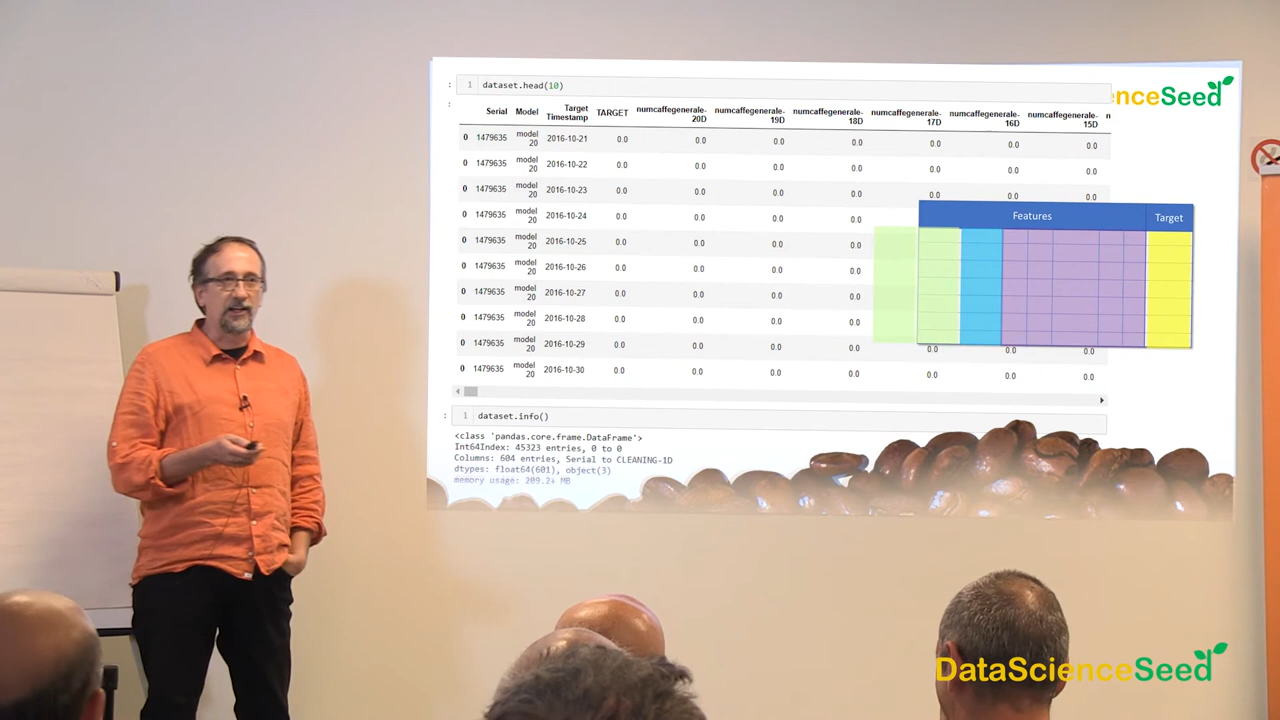 1 dataset.head(10)
nceSeed
Serial Model Target Timestamp TARGET numcaffegenerale-20D numcaffegenerale-19D numcaffegenerale-18D numcaffegenerale-17D numcaffegenerale-16D numcaffegenerale-15D n
0 1479635 model 20 2016-10-21 0.0 0.0 0.0 0.0 0.0 0.0 0.0
0 1479635 model 20 2016-10-22 0.0 0.0 0.0 0.0 0.0 0.0 0.0
0 1479635 model 20 2016-10-23 0.0 0.0 0.0 0.0 0.0 0.0 0.0
0 1479635 model 20 2016-10-24 0.0 0.0 0.0 0.0
0 1479635 model 20 2016-10-25 0.0 0.0 0.0 0.0
0 1479635 model 20 2016-10-26 0.0 0.0 0.0 0.0
0 1479635 model 20 2016-10-27 0.0 0.0 0.0 0.0
0 1479635 model 20 2016-10-28 0.0 0.0 0.0 0.0
0 1479635 model 20 2016-10-29 0.0 0.0 0.0 0.0 0.0 0.0 0.0
0 1479635 model 20 2016-10-30 0.0 0.0 0.0 0.0 0.0 0.0 0.0
Features Target
1 dataset.info()
<class 'pandas.core.frame.DataFrame'>
Int64Index: 45323 entries, 0 to 0
Columns: 604 entries, Serial to CLEANING-1D
dtypes: float64(601), object(3)
memory usage: 209.2+ MB
DataScienceSeed